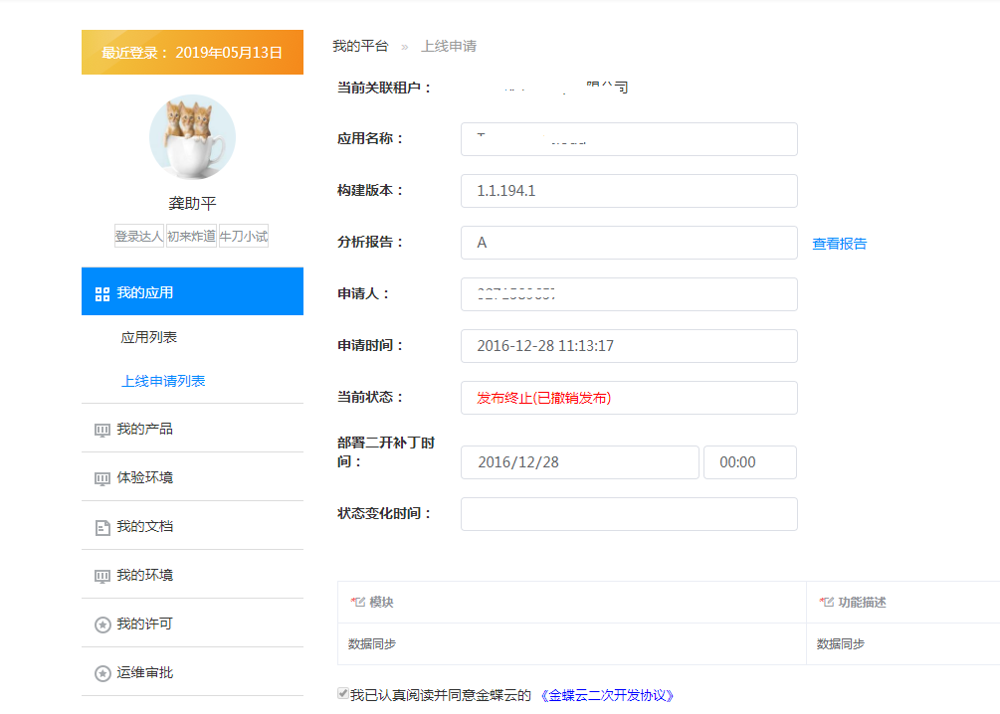 最近登录： 2019年05月13日
龚助平
登录达人 初来炸道 牛刀小试
我的应用
应用列表
上线申请列表
我的产品
体验环境
我的文档
我的环境
我的许可
运维审批
我的平台 » 上线申请
当前关联租户：
应用名称：
构建版本： 1.1.194.1
分析报告： A 查看报告
申请人：
申请时间： 2016-12-28 11:13:17
当前状态： 发布终止(已撤销发布)
部署二开补丁时
间： 2016/12/28 00:00
状态变化时间：
*模块 *功能描述
数据同步 数据同步
我已认真阅读并同意金蝶云的 《金蝶云二次开发协议》